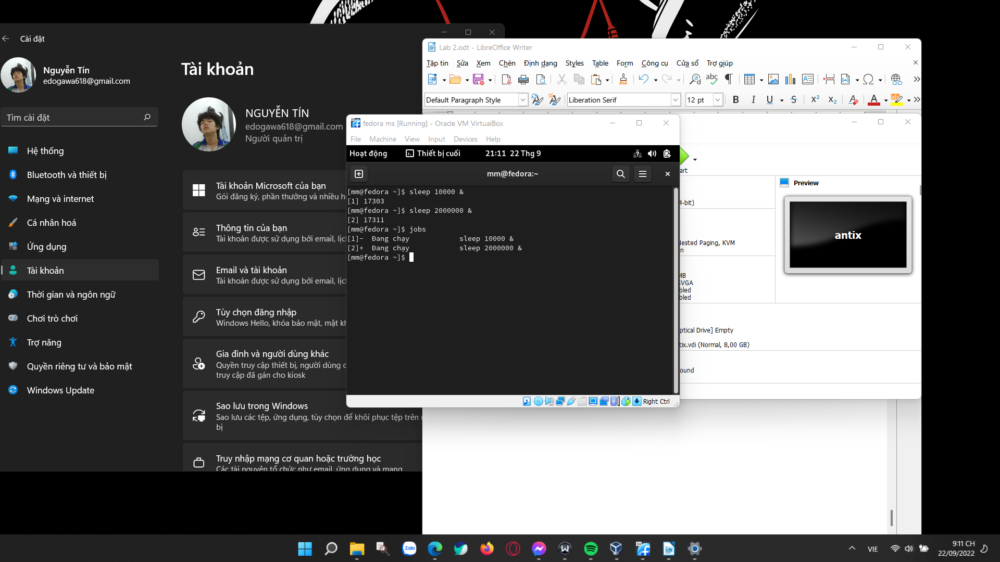 Cài đặt
Nguyễn Tín
edogawa618@gmail.com
Tìm cài đặt
Hệ thống
Bluetooth và thiết bị
Mạng và internet
Cá nhân hoá
Ứng dụng
Tài khoản
Thời gian và ngôn ngữ
Chơi trò chơi
Trợ năng
Quyền riêng tư và bảo mật
Windows Update
Tài khoản
NGUYỄN TÍN
edogawa618@gmail.com
Người quản trị
Tài khoản Microsoft của bạn
Gói đăng ký, phần thưởng và nhiều h
Thông tin của bạn
Tài khoản được sử dụng bởi email, lịc
Email và tài khoản
Tài khoản được sử dụng bởi email, lịc
Tùy chọn đăng nhập
Windows Hello, khóa bảo mật, mật kh
Gia đình và người dùng khác
Quyền truy cập thiết bị, người dùng c
truy cập đã gán cho kiosk
Sao lưu trong Windows
Sao lưu các tệp, ứng dụng, tùy chọn để khôi phục tệp trên
bị
Truy nhập mạng cơ quan hoặc trường học
Các tài nguyên tổ chức như email, ứng dụng và mạng
Lab 2.odt - LibreOffice Writer
Tập tin Sửa Xem Chèn Định dạng Styles Table Form Công cụ Cửa sổ Trợ giúp
Default Paragraph Style Liberation Serif 12 pt
fedora ms [Running] - Oracle VM VirtualBox
File Machine View Input Devices Help
Hoạt động Thiết bị cuối 21:11 22 Thg 9
mm@fedora:~
[mm@fedora ~]$ sleep 10000 &
[1] 17303
[mm@fedora ~]$ sleep 2000000 &
[2] 17311
[mm@fedora ~]$ jobs
[1]- Đang chạy sleep 10000 &
[2]+ Đang chạy sleep 2000000 &
[mm@fedora ~]$
Right Ctrl
art
Preview
antix
4-bit)
Nested Paging, KVM
on
MB
SVGA
bled
bled
ptical Drive] Empty
tix.vdi (Normal, 8,00 GB)
ound
Zalo
VIE
9:11 CH
22/09/2022